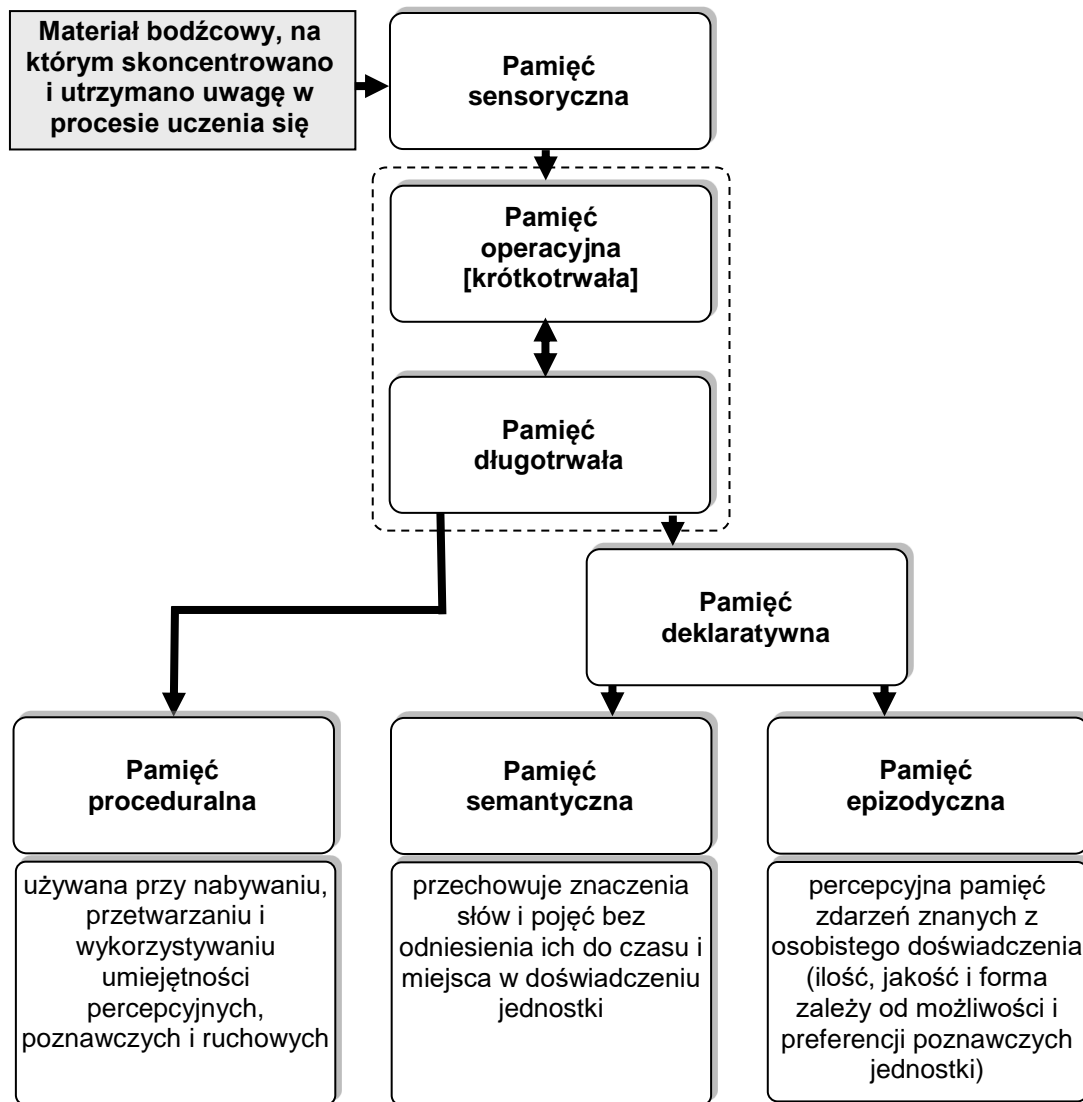 Materiał bodźcowy, na
którym skoncentrowano
i utrzymano uwagę w
procesie uczenia się
Pamięć
sensoryczna
Pamięć
operacyjna
[krótkotrwała]
Pamięć
długotrwała
Pamięć
deklaratywna
Pamięć
proceduralna
Pamięć
semantyczna
Pamięć
epizodyczna
używana przy nabywaniu,
przetwarzaniu i
wykorzystywaniu
umiejętności
percepcyjnych,
poznawczych i ruchowych
przechowuje znaczenia
słów i pojęć bez
odniesienia ich do czasu i
miejsca w doświadczeniu
jednostki
percepcyjna pamięć
zdarzeń znanych z
osobistego doświadczenia
(ilość, jakość i forma
zależy od możliwości i
preferencji poznawczych
jednostki)